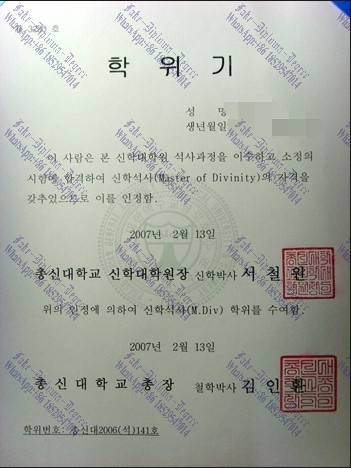 학 위 기
성 명
생년월일
이 사람은 본 신학대학원 석사과정을 이수하고 소정의
시험에 합격하여 신학석사(Master of Divinity)의 자격을
갖추었으므로 이를 인정함.
2007년 2월 13일
총신대학교 신학대학원장 신학박사 서 철 원
위의 인정에 의하여 신학석사(M.Div) 학위를 수여함.
2007년 2월 13일
총 신 대 학 교 총 장 철학박사 김 인 환
학위번호: 총신대2006(석)141호